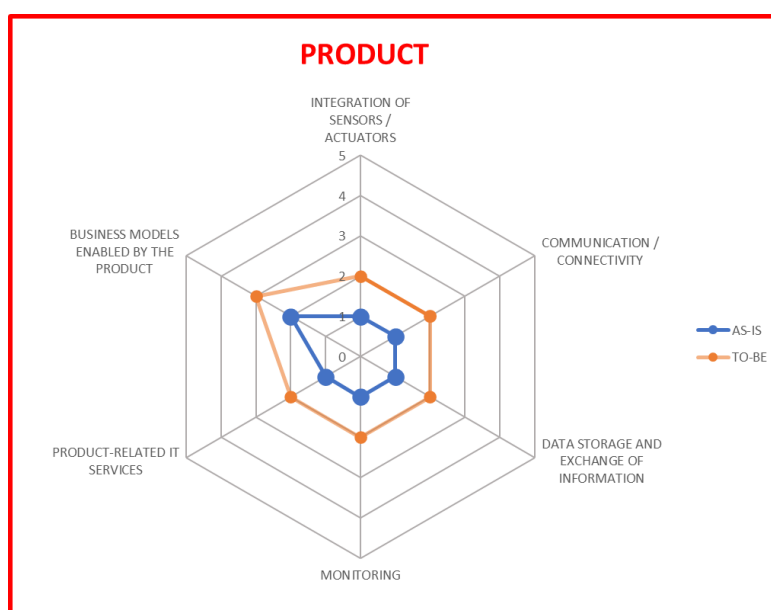 PRODUCT
INTEGRATION OF
SENSORS /
ACTUATORS
5
4
3
2
1
0
BUSINESS MODELS
ENABLED BY THE
PRODUCT
COMMUNICATION /
CONNECTIVITY
AS-IS
TO-BE
PRODUCT-RELATED IT
SERVICES
DATA STORAGE AND
EXCHANGE OF
INFORMATION
MONITORING